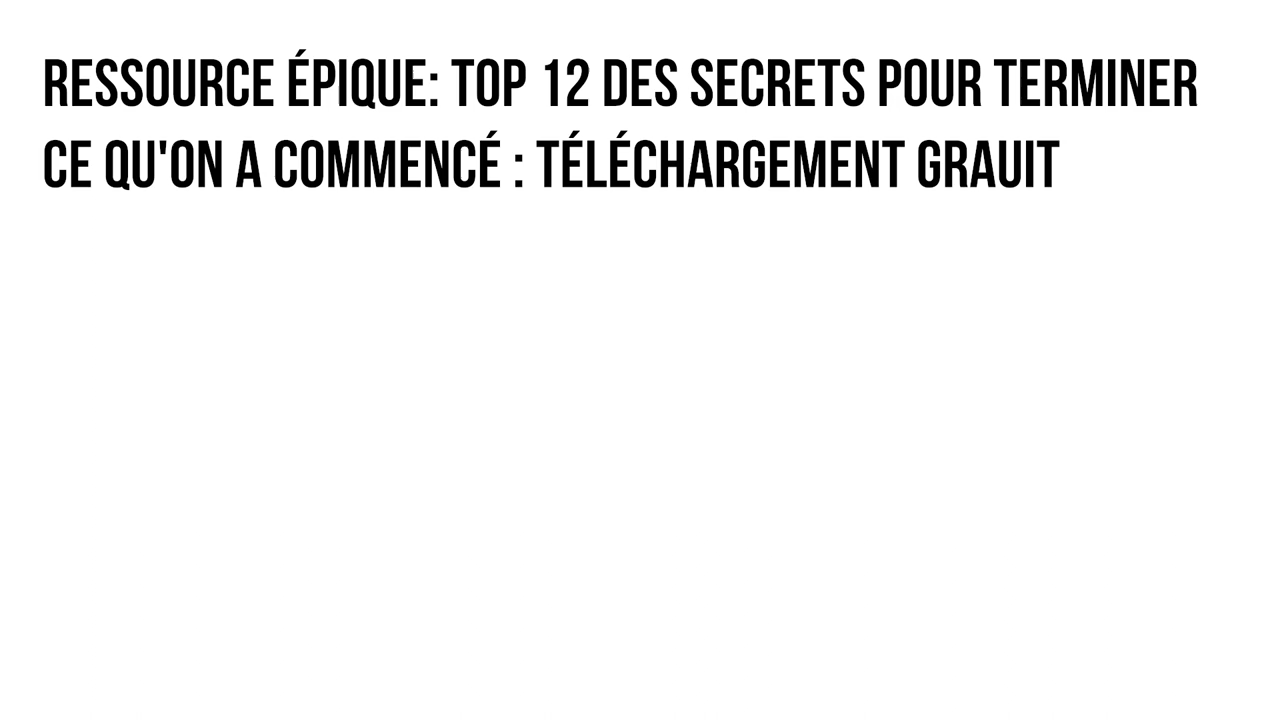 RESSOURCE ÉPIQUE: TOP 12 DES SECRETS POUR TERMINER
CE QU'ON A COMMENCÉ : TÉLÉCHARGEMENT GRAUIT